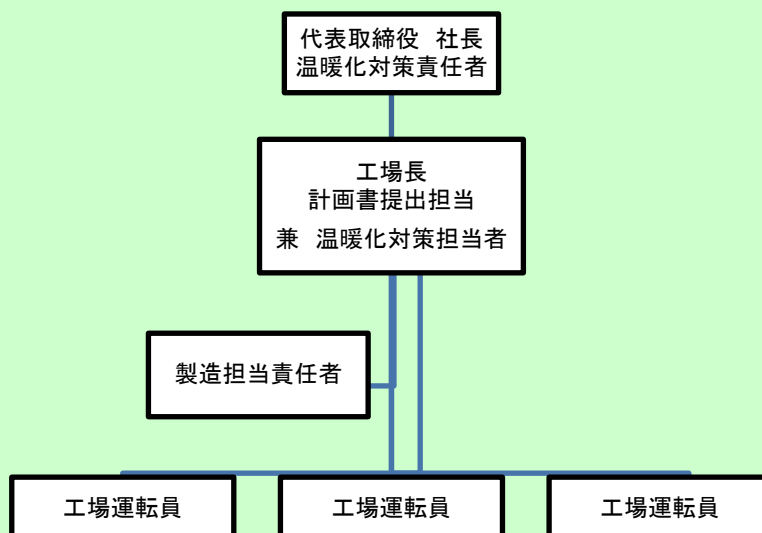 代表取締役　社長
温暖化対策責任者
工場長
計画書提出担当
兼　温暖化対策担当者
製造担当責任者
工場運転員
工場運転員
工場運転員